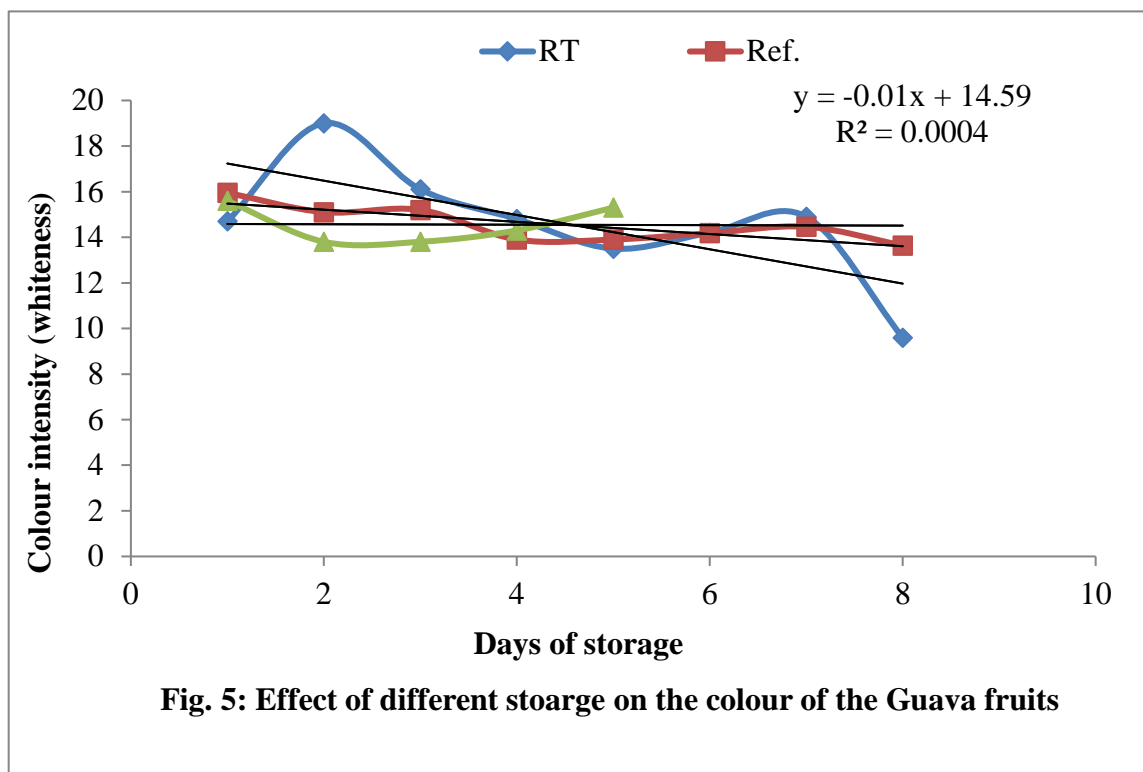 RT Ref.
y = -0.01x + 14.59
R² = 0.0004
20
18
16
14
12
10
8
6
4
2
0
Colour intensity (whiteness)
0 2 4 6 8 10
Days of storage
Fig. 5: Effect of different stoarge on the colour of the Guava fruits